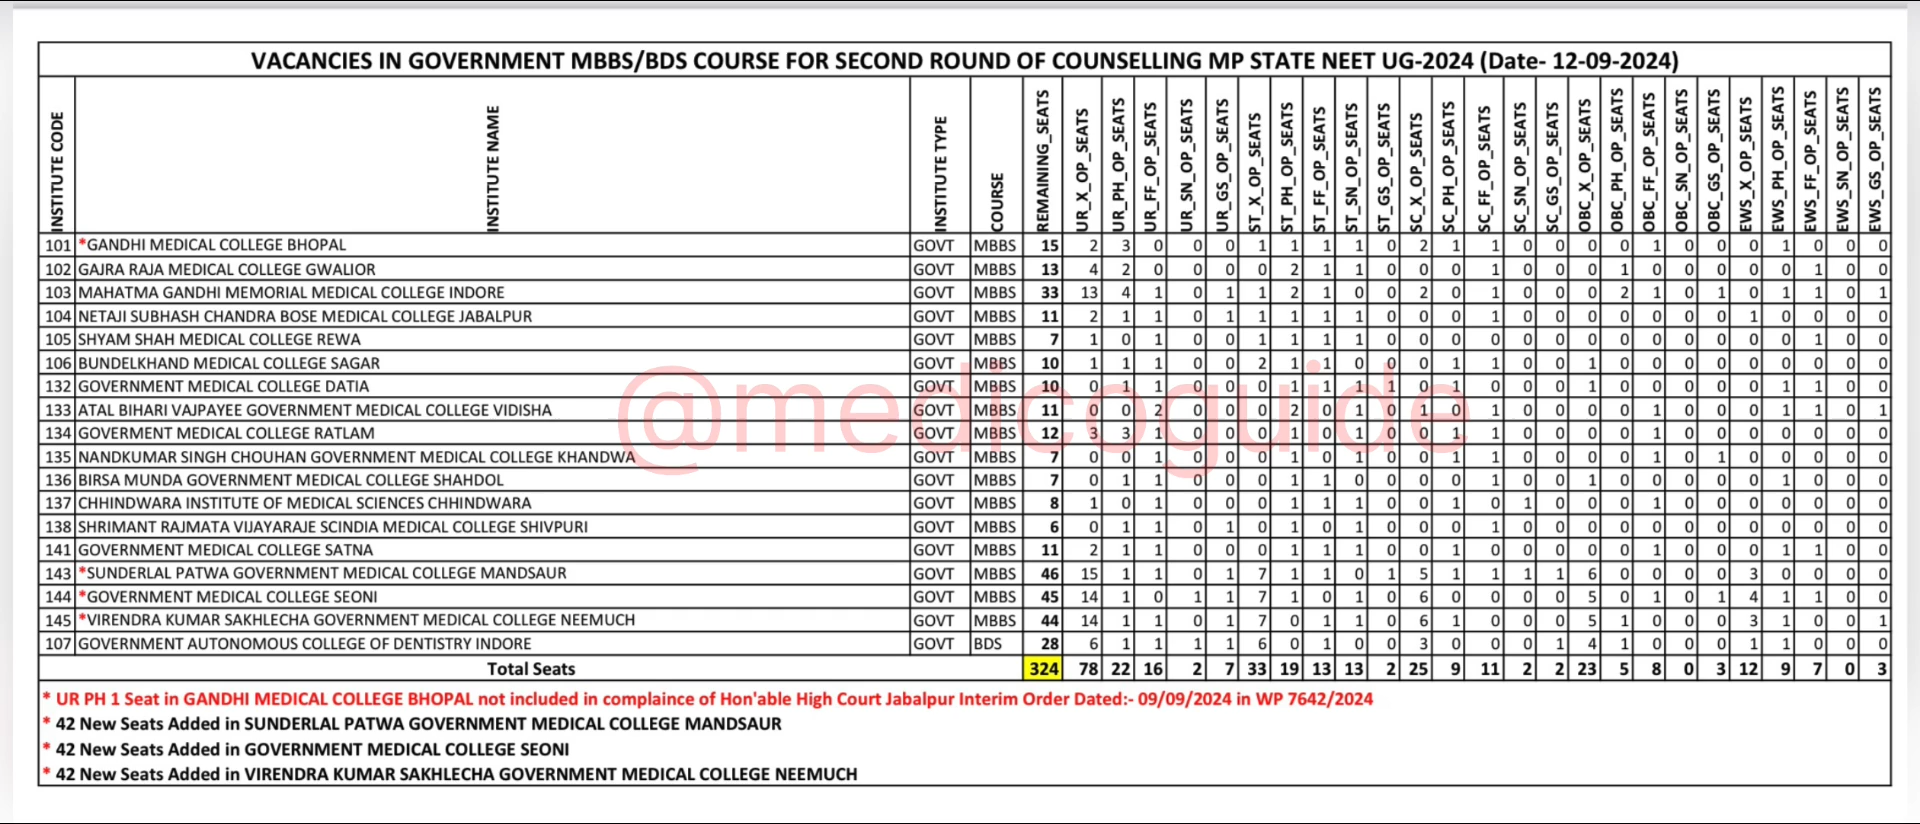 VACANCIES IN GOVERNMENT MBBS/BDS COURSE FOR SECOND ROUND OF COUNSELLING MP STATE NEET UG-2024 (Date- 12-09-2024)
INSTITUTE CODE INSTITUTE NAME INSTITUTE TYPE COURSE REMAINING_SEATS UR_X_OP_SEATS UR_PH_OP_SEATS UR_FF_OP_SEATS UR_SN_OP_SEATS UR_GS_OP_SEATS ST_X_OP_SEATS ST_PH_OP_SEATS ST_FF_OP_SEATS ST_SN_OP_SEATS ST_GS_OP_SEATS SC_X_OP_SEATS SC_PH_OP_SEATS SC_FF_OP_SEATS SC_SN_OP_SEATS SC_GS_OP_SEATS OBC_X_OP_SEATS OBC_PH_OP_SEATS OBC_FF_OP_SEATS OBC_SN_OP_SEATS OBC_GS_OP_SEATS EWS_X_OP_SEATS EWS_PH_OP_SEATS EWS_FF_OP_SEATS EWS_SN_OP_SEATS EWS_GS_OP_SEATS
101 *GANDHI MEDICAL COLLEGE BHOPAL GOVT MBBS 15 2 3 0 0 0 1 1 1 1 0 2 1 1 0 0 0 0 1 0 0 0 1 0 0 0
102 GAJRA RAJA MEDICAL COLLEGE GWALIOR GOVT MBBS 13 4 2 0 0 0 0 2 1 1 0 0 0 1 0 0 0 1 0 0 0 0 0 1 0 0
103 MAHATMA GANDHI MEMORIAL MEDICAL COLLEGE INDORE GOVT MBBS 33 13 4 1 0 1 1 2 1 0 0 2 0 1 0 0 0 2 1 0 1 0 1 1 0 1
104 NETAJI SUBHASH CHANDRA BOSE MEDICAL COLLEGE JABALPUR GOVT MBBS 11 2 1 1 0 1 1 1 1 1 0 0 0 1 0 0 0 0 0 0 0 1 0 0 0 0
105 SHYAM SHAH MEDICAL COLLEGE REWA GOVT MBBS 7 1 0 1 0 0 1 1 1 1 0 0 0 0 0 0 0 0 0 0 0 0 0 1 0 0
106 BUNDELKHAND MEDICAL COLLEGE SAGAR GOVT MBBS 10 1 1 1 0 0 2 1 1 0 0 0 1 1 0 0 1 0 0 0 0 0 0 0 0 0
132 GOVERNMENT MEDICAL COLLEGE DATIA GOVT MBBS 10 0 1 1 0 0 0 1 1 1 1 0 1 0 0 0 1 0 0 0 0 0 1 1 0 0
133 ATAL BIHARI VAJPAYEE GOVERNMENT MEDICAL COLLEGE VIDISHA GOVT MBBS 11 0 0 2 0 0 0 2 0 1 0 1 0 1 0 0 0 0 1 0 0 0 1 1 0 1
134 GOVERMENT MEDICAL COLLEGE RATLAM GOVT MBBS 12 3 3 1 0 0 0 1 0 1 0 0 1 1 0 0 0 0 1 0 0 0 0 0 0 0
135 NANDKUMAR SINGH CHOUHAN GOVERNMENT MEDICAL COLLEGE KHANDWA GOVT MBBS 7 0 0 1 0 0 0 1 0 1 0 0 1 1 0 0 0 0 1 0 1 0 0 0 0 0
136 BIRSA MUNDA GOVERNMENT MEDICAL COLLEGE SHAHDOL GOVT MBBS 7 0 1 1 0 0 0 1 1 0 0 0 0 1 0 0 1 0 0 0 0 0 1 0 0 0
137 CHHINDWARA INSTITUTE OF MEDICAL SCIENCES CHHINDWARA GOVT MBBS 8 1 0 1 0 0 0 1 1 1 0 0 1 0 1 0 0 0 1 0 0 0 0 0 0 0
138 SHRIMANT RAJMATA VIJAYARAJE SCINDIA MEDICAL COLLEGE SHIVPURI GOVT MBBS 6 0 1 1 0 1 0 1 0 1 0 0 0 1 0 0 0 0 0 0 0 0 0 0 0 0
141 GOVERNMENT MEDICAL COLLEGE SATNA GOVT MBBS 11 2 1 1 0 0 0 1 1 1 0 0 1 0 0 0 0 0 1 0 0 0 1 1 0 0
143 *SUNDERLAL PATWA GOVERNMENT MEDICAL COLLEGE MANDSAUR GOVT MBBS 46 15 1 1 0 1 7 1 1 0 1 5 1 1 1 1 6 0 0 0 0 3 0 0 0 0
144 *GOVERNMENT MEDICAL COLLEGE SEONI GOVT MBBS 45 14 1 0 1 1 7 1 0 1 0 6 0 0 0 0 5 0 1 0 1 4 1 1 0 0
145 *VIRENDRA KUMAR SAKHLECHA GOVERNMENT MEDICAL COLLEGE NEEMUCH GOVT MBBS 44 14 1 1 0 1 7 0 1 1 0 6 1 0 0 0 5 1 0 0 0 3 1 0 0 1
107 GOVERNMENT AUTONOMOUS COLLEGE OF DENTISTRY INDORE GOVT BDS 28 6 1 1 1 1 6 0 1 0 0 3 0 0 0 1 4 1 0 0 0 1 1 0 0 0
Total Seats 324 78 22 16 2 7 33 19 13 13 2 25 9 11 2 2 23 5 8 0 3 12 9 7 0 3
* UR PH 1 Seat in GANDHI MEDICAL COLLEGE BHOPAL not included in complaince of Hon'able High Court Jabalpur Interim Order Dated:- 09/09/2024 in WP 7642/2024
* 42 New Seats Added in SUNDERLAL PATWA GOVERNMENT MEDICAL COLLEGE MANDSAUR
* 42 New Seats Added in GOVERNMENT MEDICAL COLLEGE SEONI
* 42 New Seats Added in VIRENDRA KUMAR SAKHLECHA GOVERNMENT MEDICAL COLLEGE NEEMUCH
@medicoguide